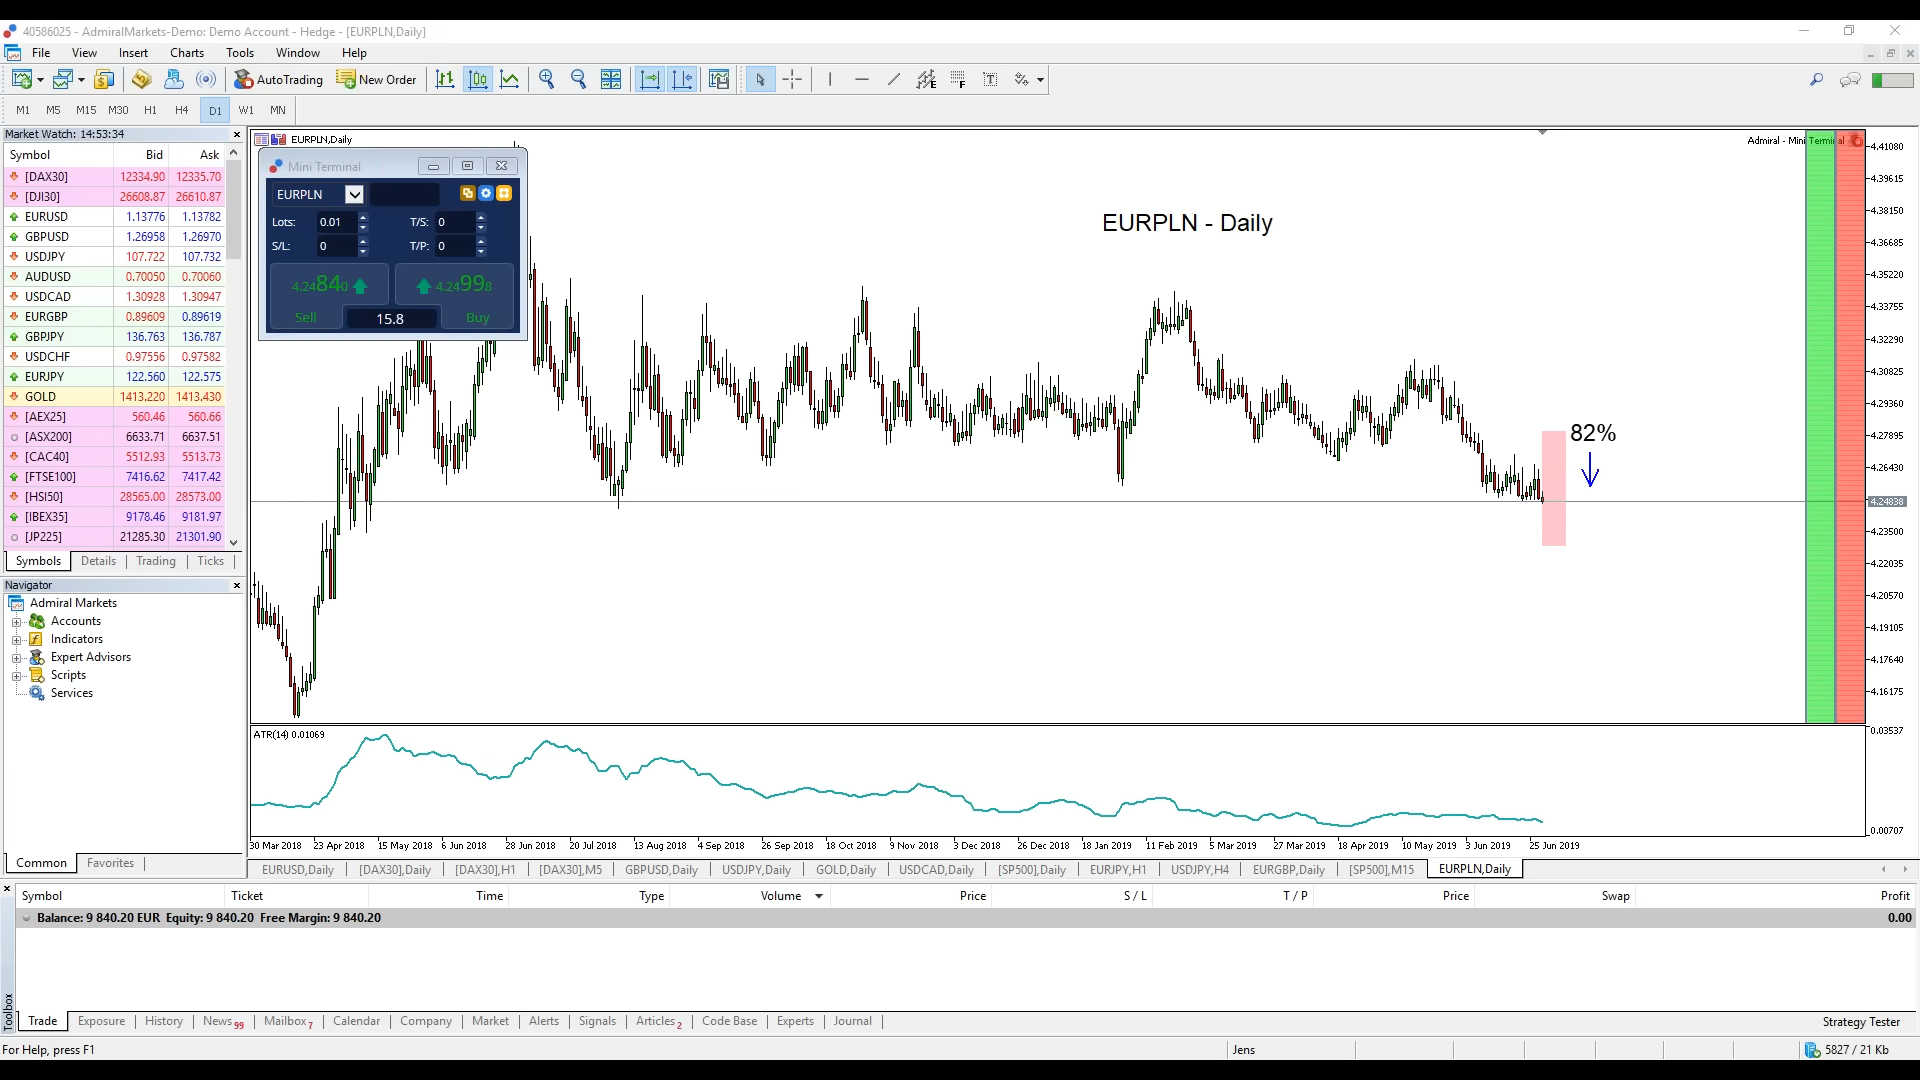 40586025 - AdmiralMarkets-Demo: Demo Account - Hedge - [EURPLN,Daily]
File View Insert Charts Tools Window Help
AutoTrading New Order
M1 M5 M15 M30 H1 H4 D1 W1 MN
Market Watch: 14:53:34
Symbol Bid Ask
[DAX30] 12334.90 12335.70
[DJI30] 26608.87 26610.87
EURUSD 1.13776 1.13782
GBPUSD 1.26958 1.26970
USDJPY 107.722 107.732
AUDUSD 0.70050 0.70060
USDCAD 1.30928 1.30947
EURGBP 0.89609 0.89619
GBPJPY 136.763 136.787
USDCHF 0.97556 0.97582
EURJPY 122.560 122.575
GOLD 1413.220 1413.430
[AEX25] 560.46 560.66
[ASX200] 6633.71 6637.51
[CAC40] 5512.93 5513.73
[FTSE100] 7416.62 7417.42
[HSI50] 28565.00 28573.00
[IBEX35] 9178.46 9181.97
[JP225] 21285.30 21301.90
Symbols Details Trading Ticks
Navigator
Admiral Markets
Accounts
Indicators
Expert Advisors
Scripts
Services
Common Favorites
EURPLN,Daily
Admiral - Mini Terminal
Mini Terminal
EURPLN
Lots: 0.01 T/S: 0
S/L: 0 T/P: 0
4.24840 4.24998
Sell 15.8 Buy
EURPLN - Daily
82%
4.41080
4.39615
4.38150
4.36685
4.35220
4.33755
4.32290
4.30825
4.29360
4.27895
4.26430
4.24838
4.23500
4.22035
4.20570
4.19105
4.17640
4.16175
ATR(14) 0.01069
0.03537
0.00707
30 Mar 2018 23 Apr 2018 15 May 2018 6 Jun 2018 28 Jun 2018 20 Jul 2018 13 Aug 2018 4 Sep 2018 26 Sep 2018 18 Oct 2018 9 Nov 2018 3 Dec 2018 26 Dec 2018 18 Jan 2019 11 Feb 2019 5 Mar 2019 27 Mar 2019 18 Apr 2019 10 May 2019 3 Jun 2019 25 Jun 2019
EURUSD,Daily [DAX30],Daily [DAX30],H1 [DAX30],M5 GBPUSD,Daily USDJPY,Daily GOLD,Daily USDCAD,Daily [SP500],Daily EURJPY,H1 USDJPY,H4 EURGBP,Daily [SP500],M15 EURPLN,Daily
Symbol Ticket Time Type Volume Price S / L T / P Price Swap Profit
Balance: 9 840.20 EUR Equity: 9 840.20 Free Margin: 9 840.20 0.00
Toolbox
Trade Exposure History News 99 Mailbox 7 Calendar Company Market Alerts Signals Articles 2 Code Base Experts Journal Strategy Tester
For Help, press F1 Jens 5827 / 21 Kb